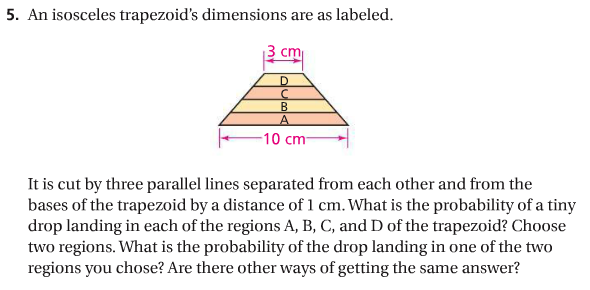 5. An isosceles trapezoid's dimensions are as labeled.
3 cm
D
C
B
A
10 cm
It is cut by three parallel lines separated from each other and from the
bases of the trapezoid by a distance of 1 cm. What is the probability of a tiny
drop landing in each of the regions A, B, C, and D of the trapezoid? Choose
two regions. What is the probability of the drop landing in one of the two
regions you chose? Are there other ways of getting the same answer?